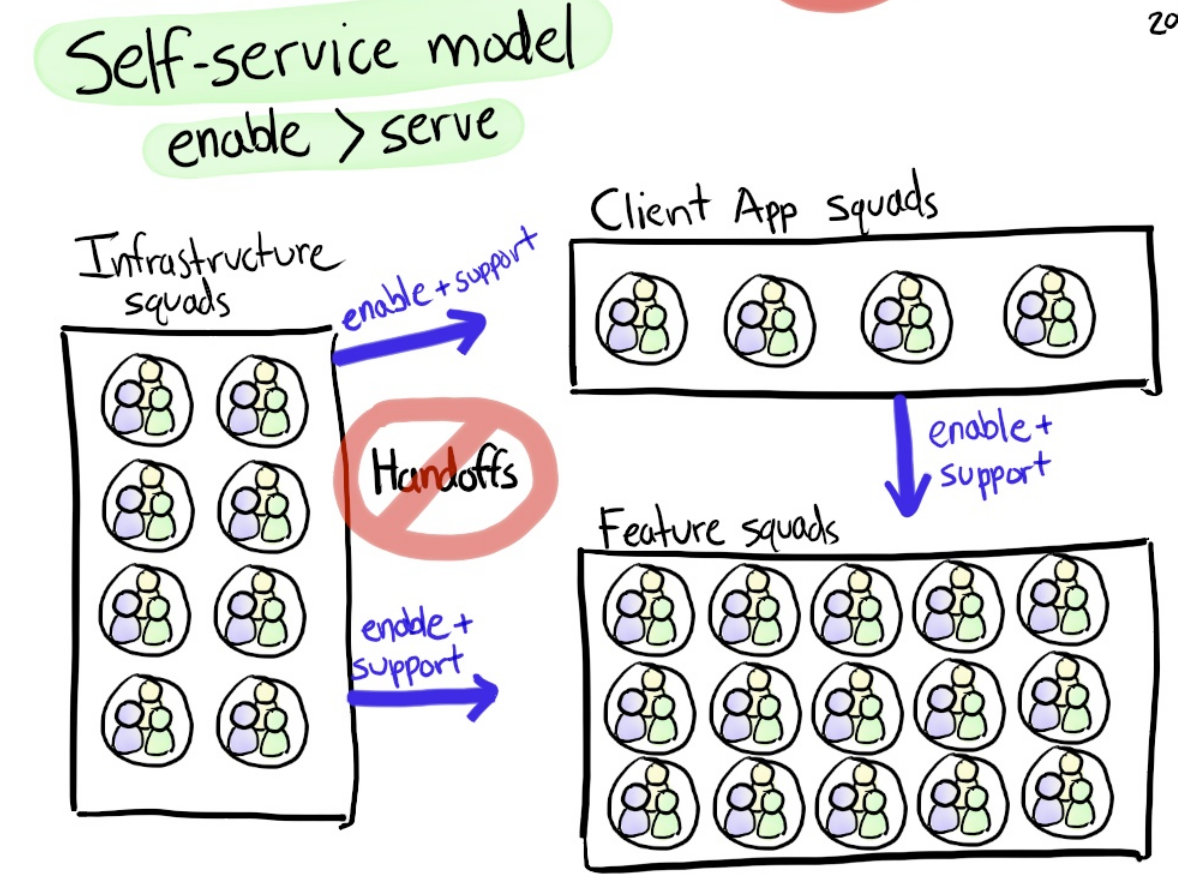 Self-service model
enable > serve
20
Infrastructure
squads
enable + support
Client App squads
Handoffs
enable +
support
Feature squads
enable +
support